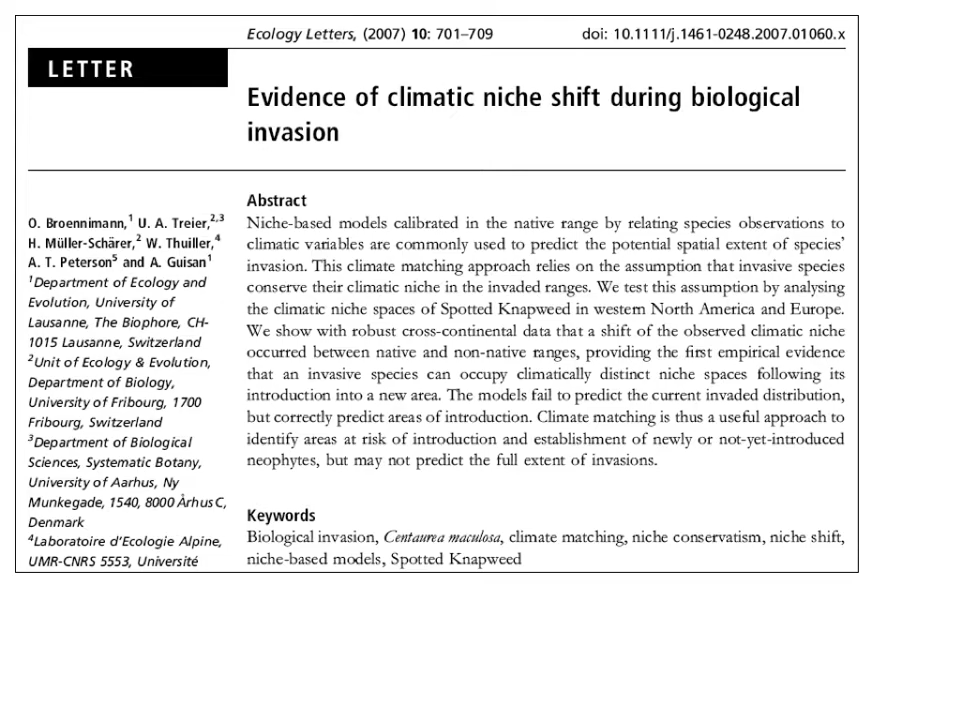 Ecology Letters, (2007) 10: 701–709 doi: 10.1111/j.1461-0248.2007.01060.x
LETTER
Evidence of climatic niche shift during biological
invasion
O. Broennimann,1 U. A. Treier,2,3
H. Müller-Schärer,2 W. Thuiller,4
A. T. Peterson5 and A. Guisan1
1Department of Ecology and
Evolution, University of
Lausanne, The Biophore, CH-
1015 Lausanne, Switzerland
2Unit of Ecology & Evolution,
Department of Biology,
University of Fribourg, 1700
Fribourg, Switzerland
3Department of Biological
Sciences, Systematic Botany,
University of Aarhus, Ny
Munkegade, 1540, 8000 Århus C,
Denmark
4Laboratoire d’Ecologie Alpine,
UMR-CNRS 5553, Université
Abstract
Niche-based models calibrated in the native range by relating species observations to
climatic variables are commonly used to predict the potential spatial extent of species’
invasion. This climate matching approach relies on the assumption that invasive species
conserve their climatic niche in the invaded ranges. We test this assumption by analysing
the climatic niche spaces of Spotted Knapweed in western North America and Europe.
We show with robust cross-continental data that a shift of the observed climatic niche
occurred between native and non-native ranges, providing the first empirical evidence
that an invasive species can occupy climatically distinct niche spaces following its
introduction into a new area. The models fail to predict the current invaded distribution,
but correctly predict areas of introduction. Climate matching is thus a useful approach to
identify areas at risk of introduction and establishment of newly or not-yet-introduced
neophytes, but may not predict the full extent of invasions.
Keywords
Biological invasion, Centaurea maculosa, climate matching, niche conservatism, niche shift,
niche-based models, Spotted Knapweed